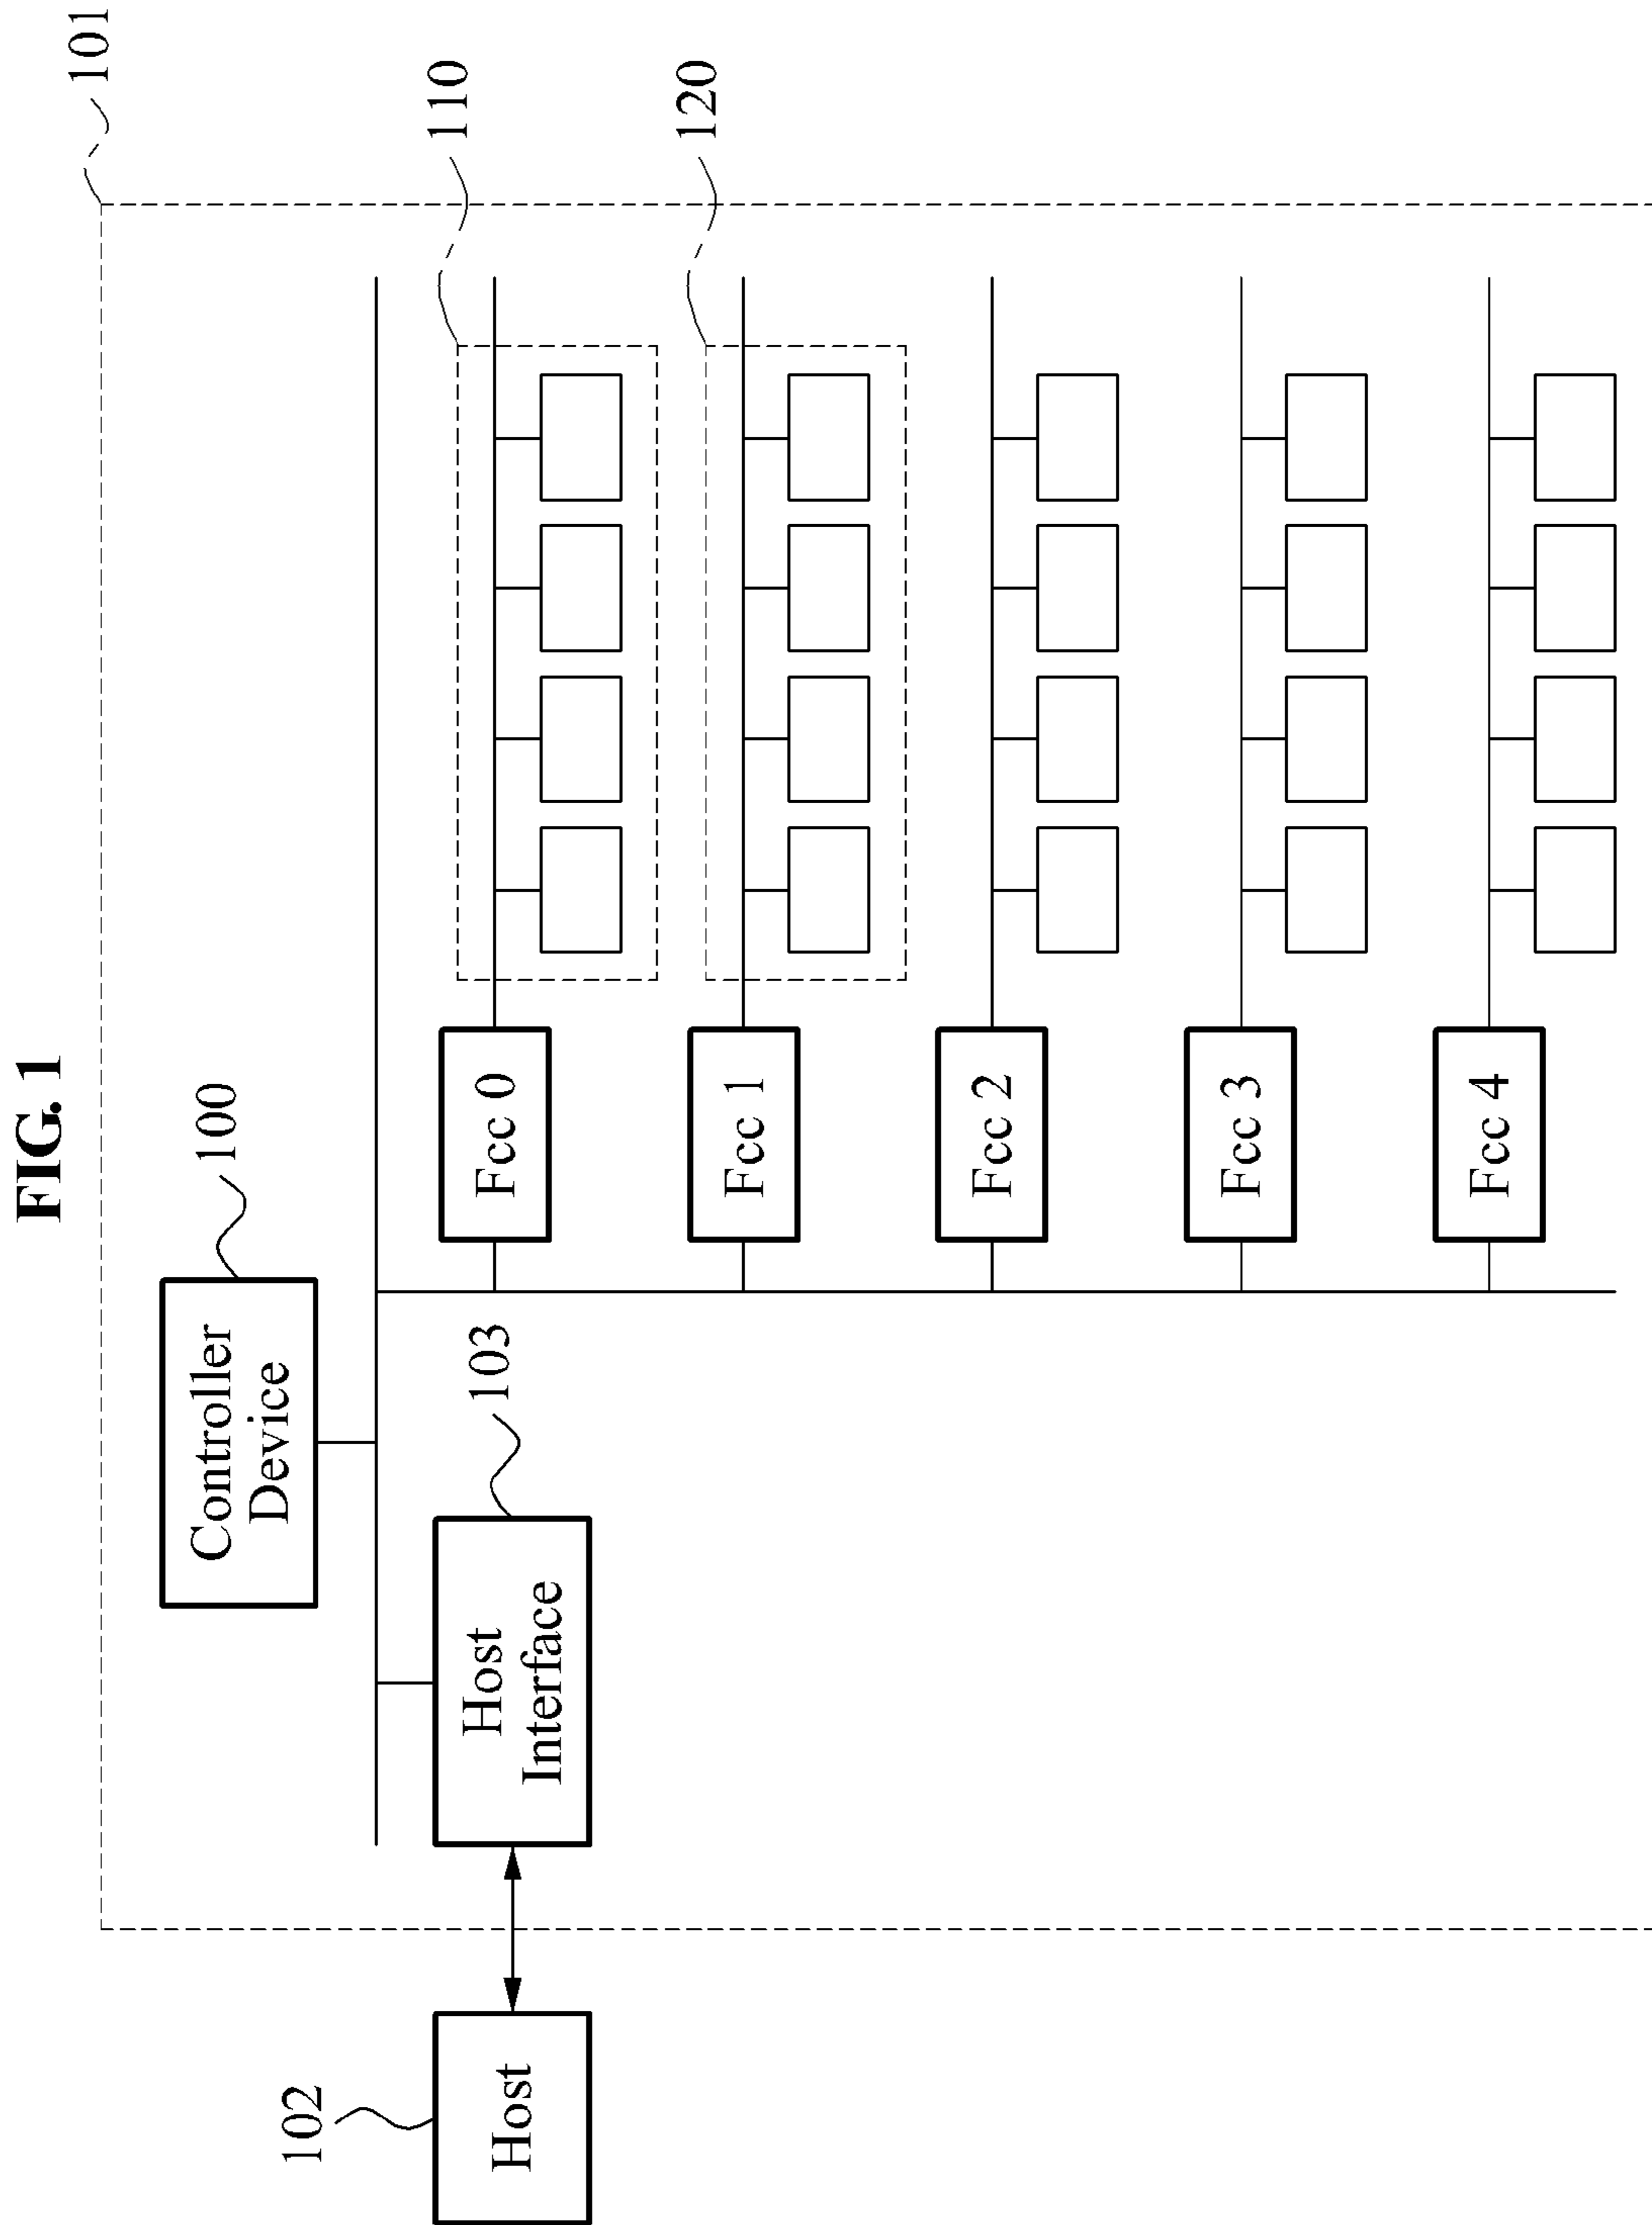 FIG. 1
101
100
Controller
Device
110
120
102
Host
103
Host
Interface
Fcc 0
Fcc 1
Fcc 2
Fcc 3
Fcc 4